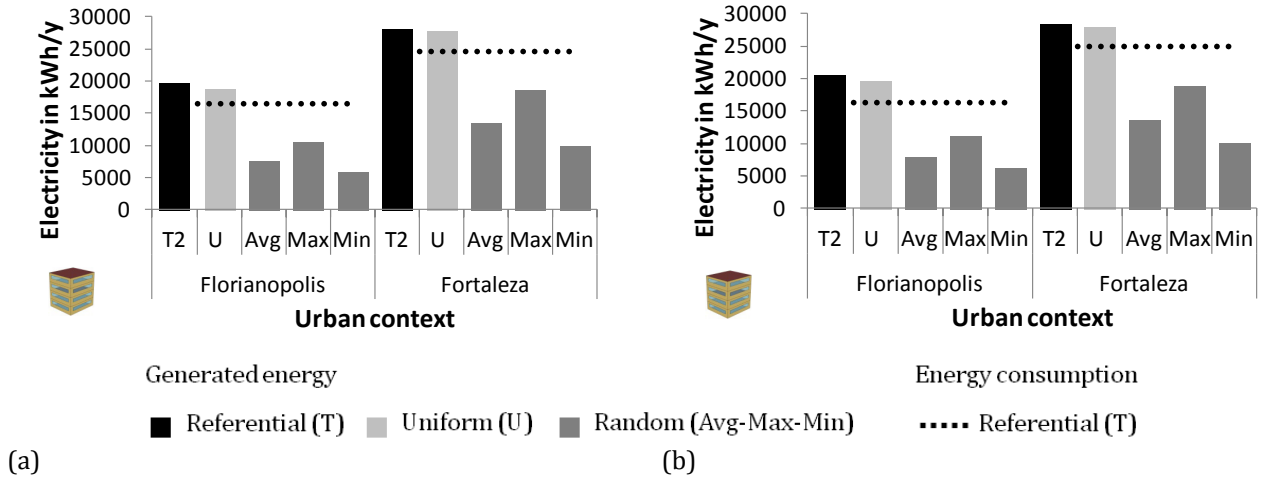 30000
25000
20000
15000
10000
5000
0
Electricity in kWh/y
T2 U Avg Max Min T2 U Avg Max Min
Florianopolis Fortaleza
Urban context
30000
25000
20000
15000
10000
5000
0
Electricity in kWh/y
T2 U Avg Max Min T2 U Avg Max Min
Florianopolis Fortaleza
Urban context
Generated energy Energy consumption
Referential (T) Uniform (U) Random (Avg-Max-Min) Referential (T)
(a) (b)